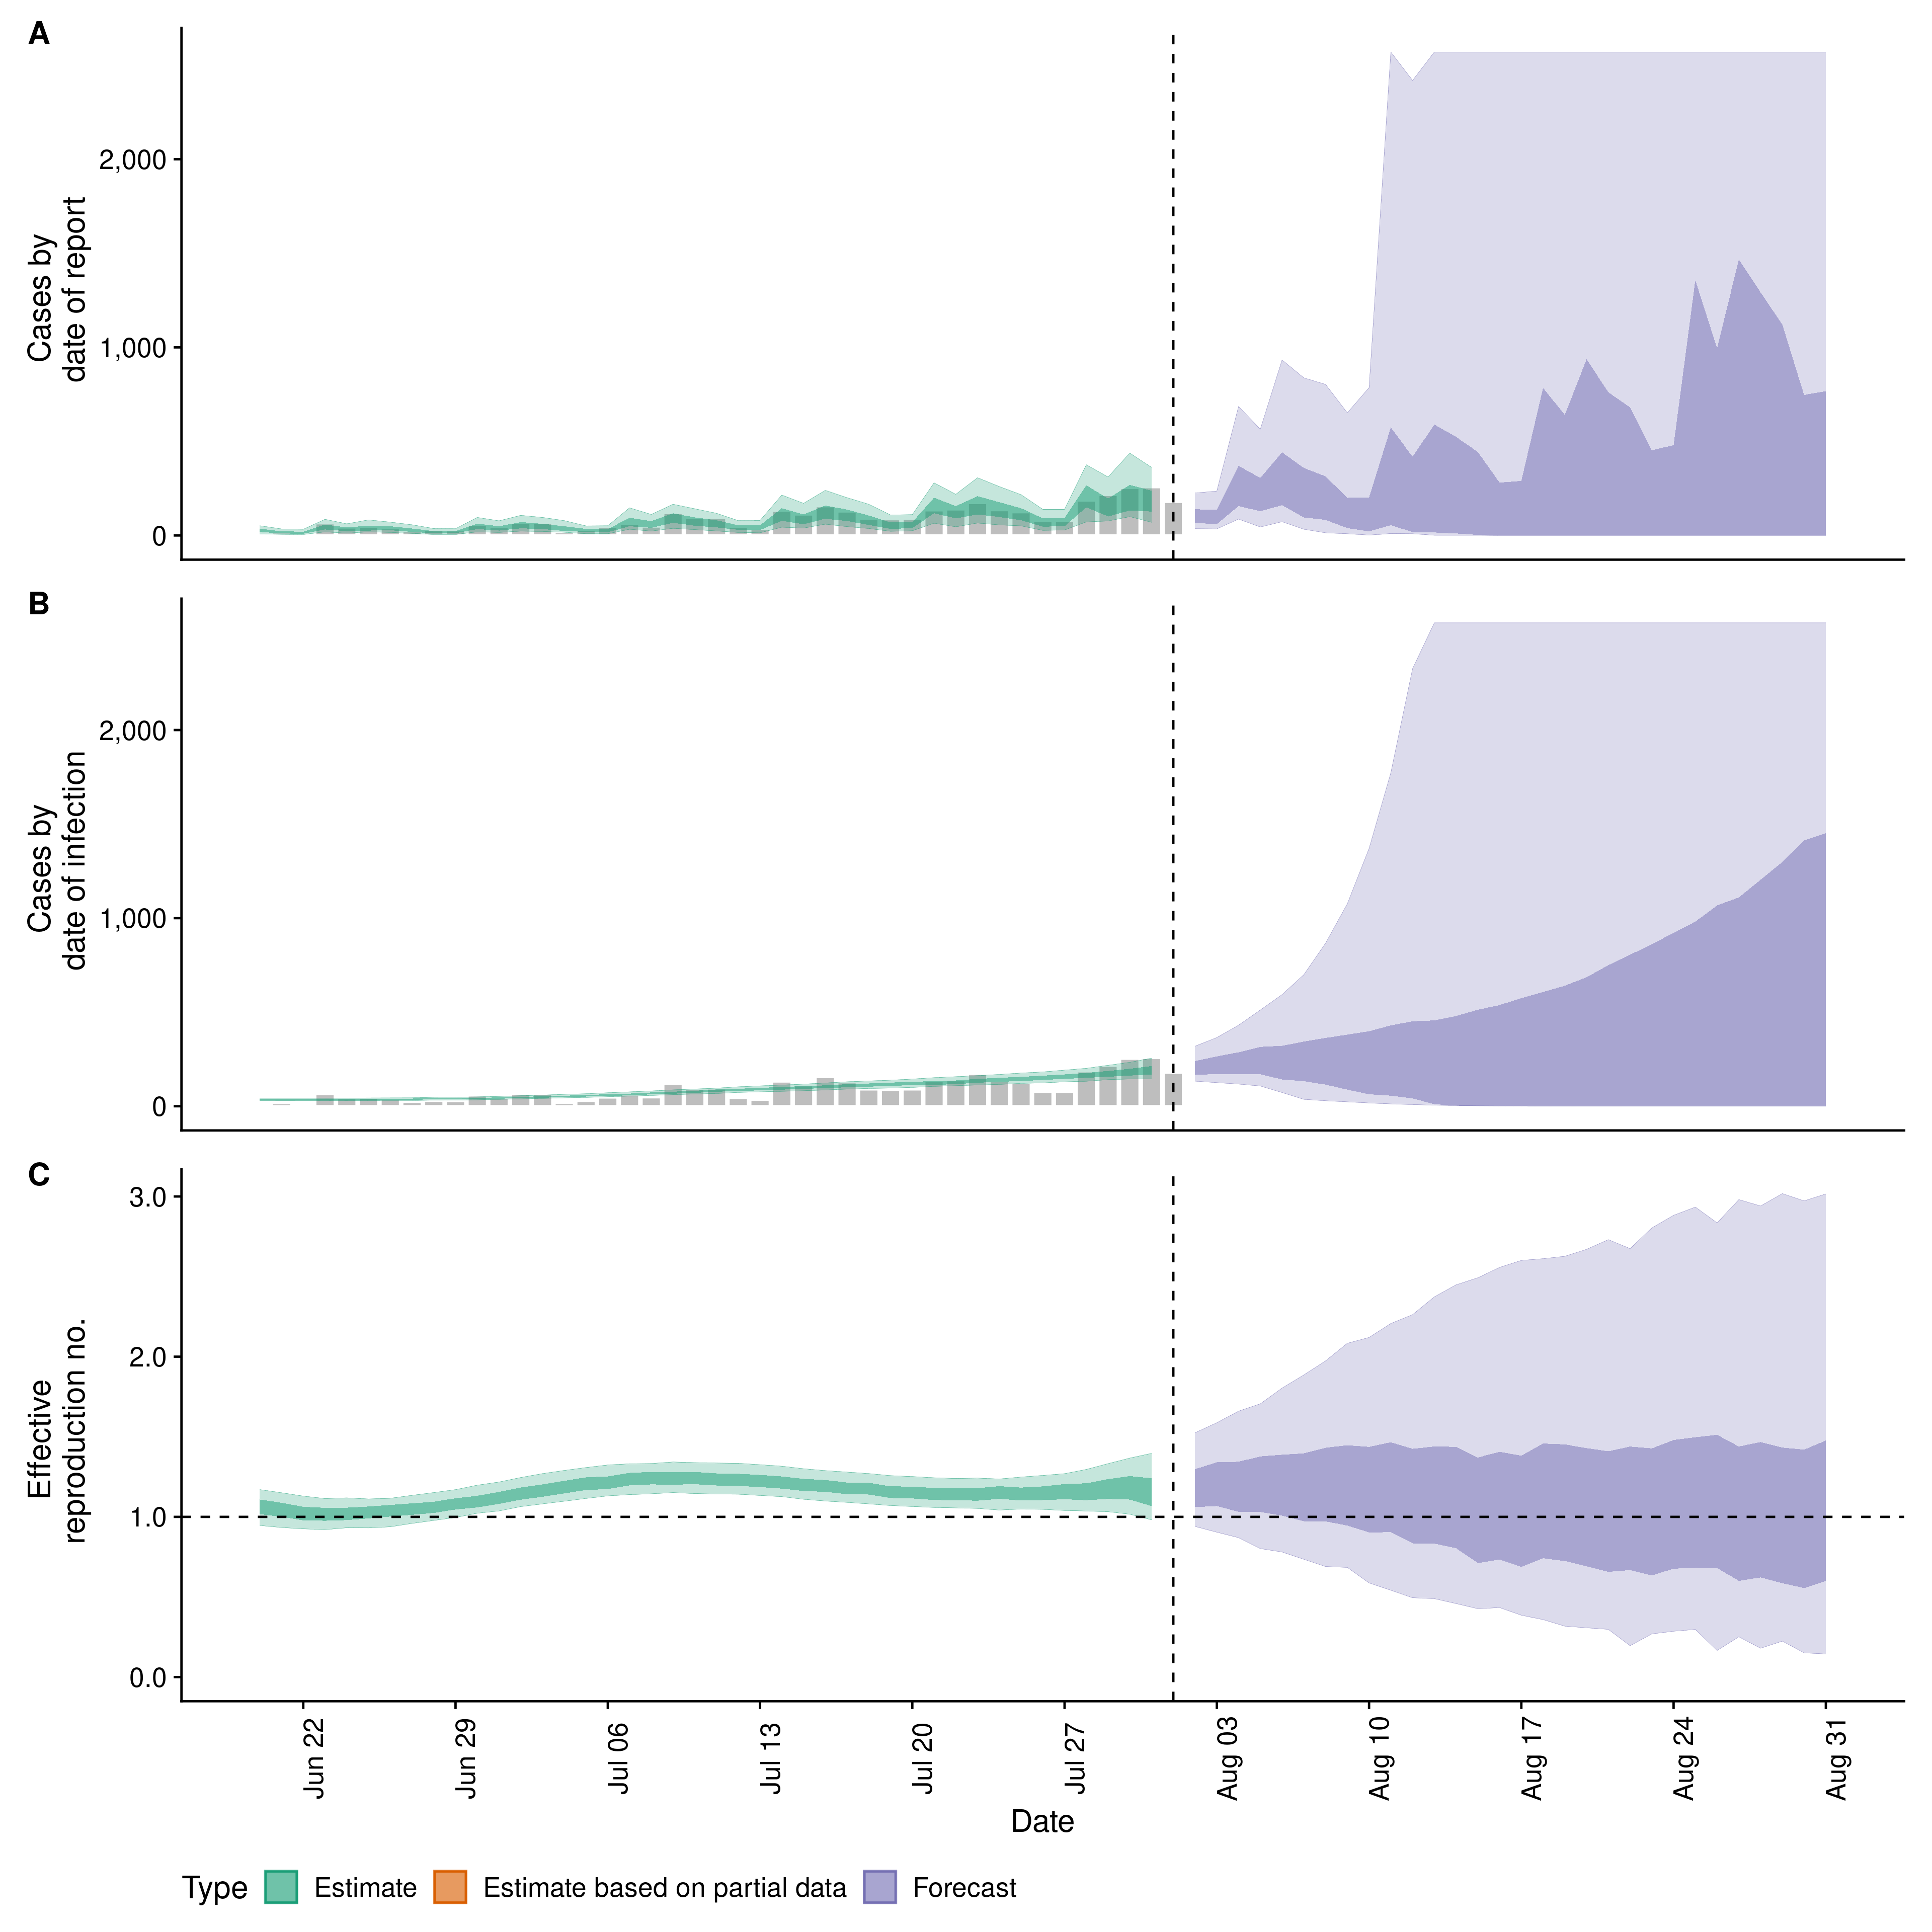 A
Cases by
date of report
2,000
1,000
0
B
Cases by
date of infection
2,000
1,000
0
C
Effective
reproduction no.
3.0
2.0
1.0
0.0
Jun 22
Jun 29
Jul 06
Jul 13
Jul 20
Jul 27
Aug 03
Aug 10
Aug 17
Aug 24
Aug 31
Date
Type Estimate Estimate based on partial data Forecast